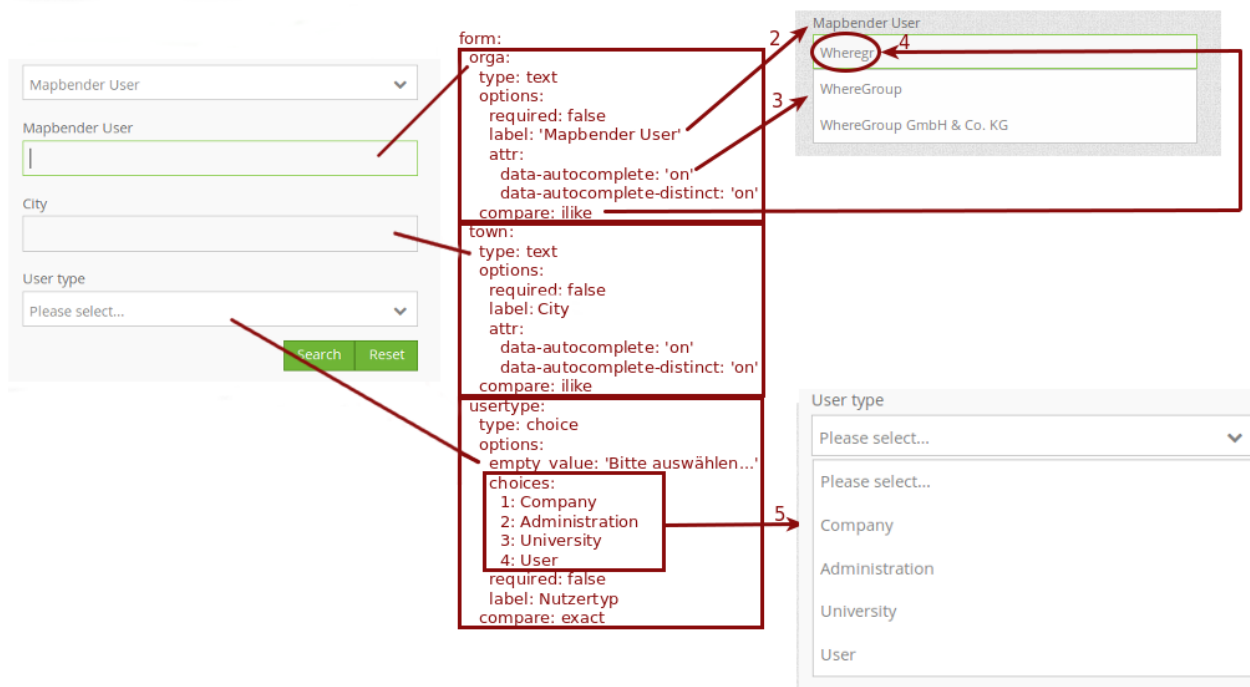 Mapbender User
Mapbender User
City
User type
Please select...
Search
Reset
form:
orga:
type: text
options:
required: false
label: 'Mapbender User'
attr:
data-autocomplete: 'on'
data-autocomplete-distinct: 'on'
compare: ilike
town:
type: text
options:
required: false
label: City
attr:
data-autocomplete: 'on'
data-autocomplete-distinct: 'on'
compare: ilike
usertype:
type: choice
options:
empty_value: 'Bitte auswählen...'
choices:
1: Company
2: Administration
3: University
4: User
required: false
label: Nutzertyp
compare: exact
2
3
4
5
Mapbender User
Wheregr
WhereGroup
WhereGroup GmbH & Co. KG
User type
Please select...
Please select...
Company
Administration
University
User